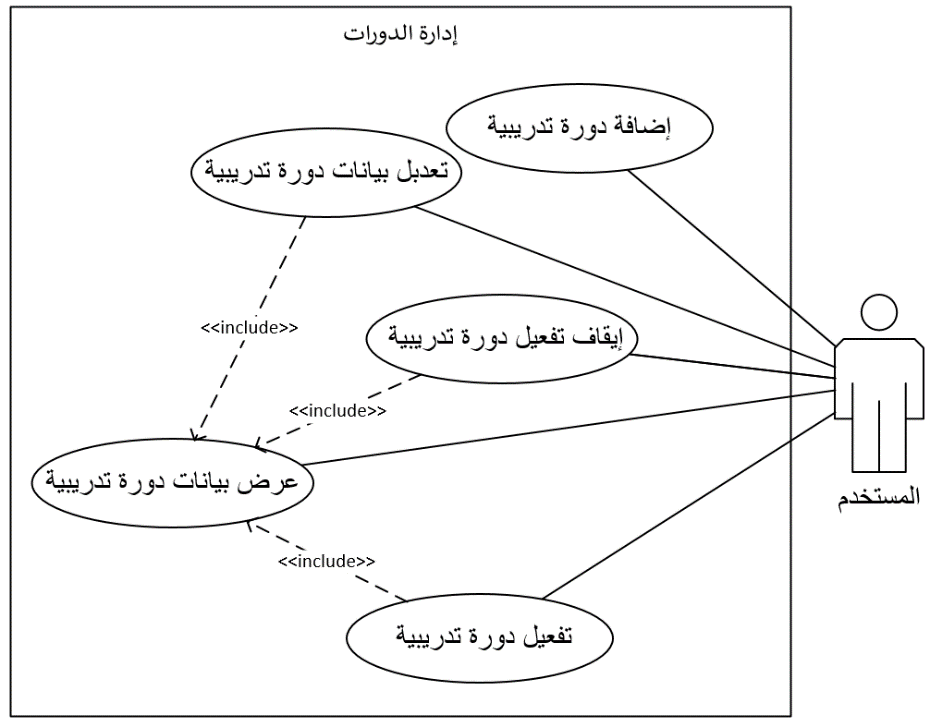 إدارة الدورات
إضافة دورة تدريبية
تعدبل بيانات دورة تدريبية
<<include>>
إيقاف تفعيل دورة تدريبية
<<include>>
عرض بيانات دورة تدريبية
المستخدم
<<include>>
تفعيل دورة تدريبية